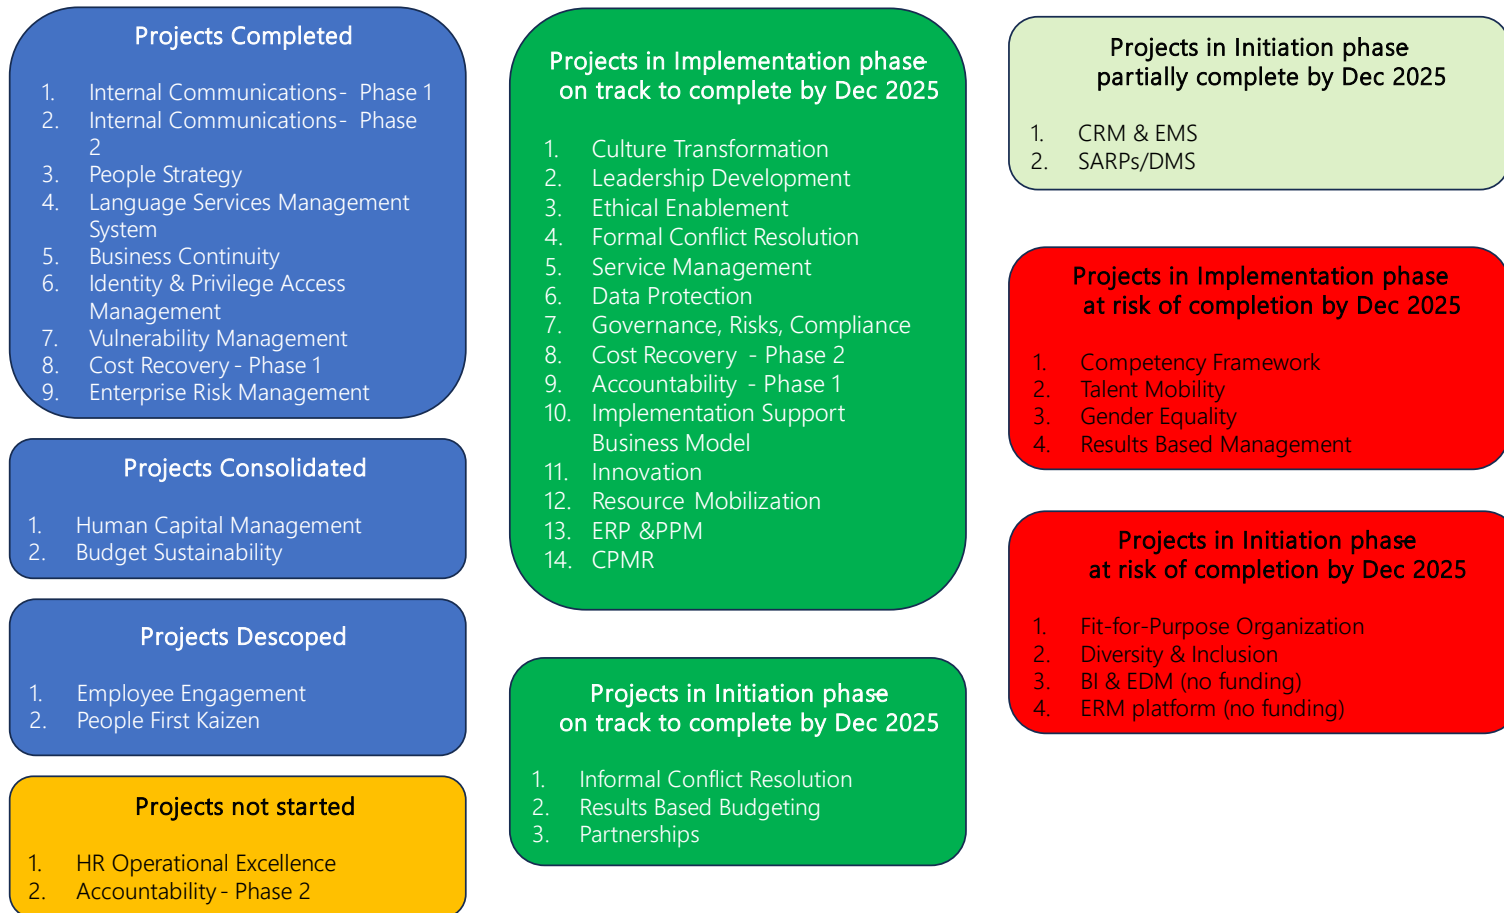 Projects Completed
1. Internal Communications- Phase 1
2. Internal Communications- Phase
2
3. People Strategy
4. Language Services Management
System
5. Business Continuity
6. Identity & Privilege Access
Management
7. Vulnerability Management
8. Cost Recovery - Phase 1
9. Enterprise Risk Management
Projects Consolidated
1. Human Capital Management
2. Budget Sustainability
Projects Descoped
1. Employee Engagement
2. People First Kaizen
Projects not started
1. HR Operational Excellence
2. Accountability - Phase 2
Projects in Implementation phase-
on track to complete by Dec 2025
1. Culture Transformation
2. Leadership Development
3. Ethical Enablement
4. Formal Conflict Resolution
5. Service Management
6. Data Protection
7. Governance, Risks, Compliance
8. Cost Recovery - Phase 2
9. Accountability - Phase 1
10. Implementation Support
Business Model
11. Innovation
12. Resource Mobilization
13. ERP &PPM
14. CPMR
Projects in Initiation phase-
on track to complete by Dec 2025
1. Informal Conflict Resolution
2. Results Based Budgeting
3. Partnerships
Projects in Initiation phase-
partially complete by Dec 2025
1. CRM & EMS
2. SARPs/DMS
Projects in Implementation phase-
at risk of completion by Dec 2025
1. Competency Framework
2. Talent Mobility
3. Gender Equality
4. Results Based Management
Projects in Initiation phase-
at risk of completion by Dec 2025
1. Fit-for-Purpose Organization
2. Diversity & Inclusion
3. BI & EDM (no funding)
4. ERM platform (no funding)